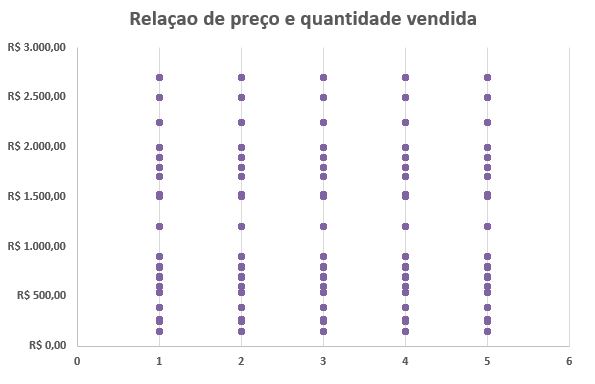 Relaçao de preço e quantidade vendida
R$ 3.000,00
R$ 2.500,00
R$ 2.000,00
R$ 1.500,00
R$ 1.000,00
R$ 500,00
R$ 0,00
0 1 2 3 4 5 6